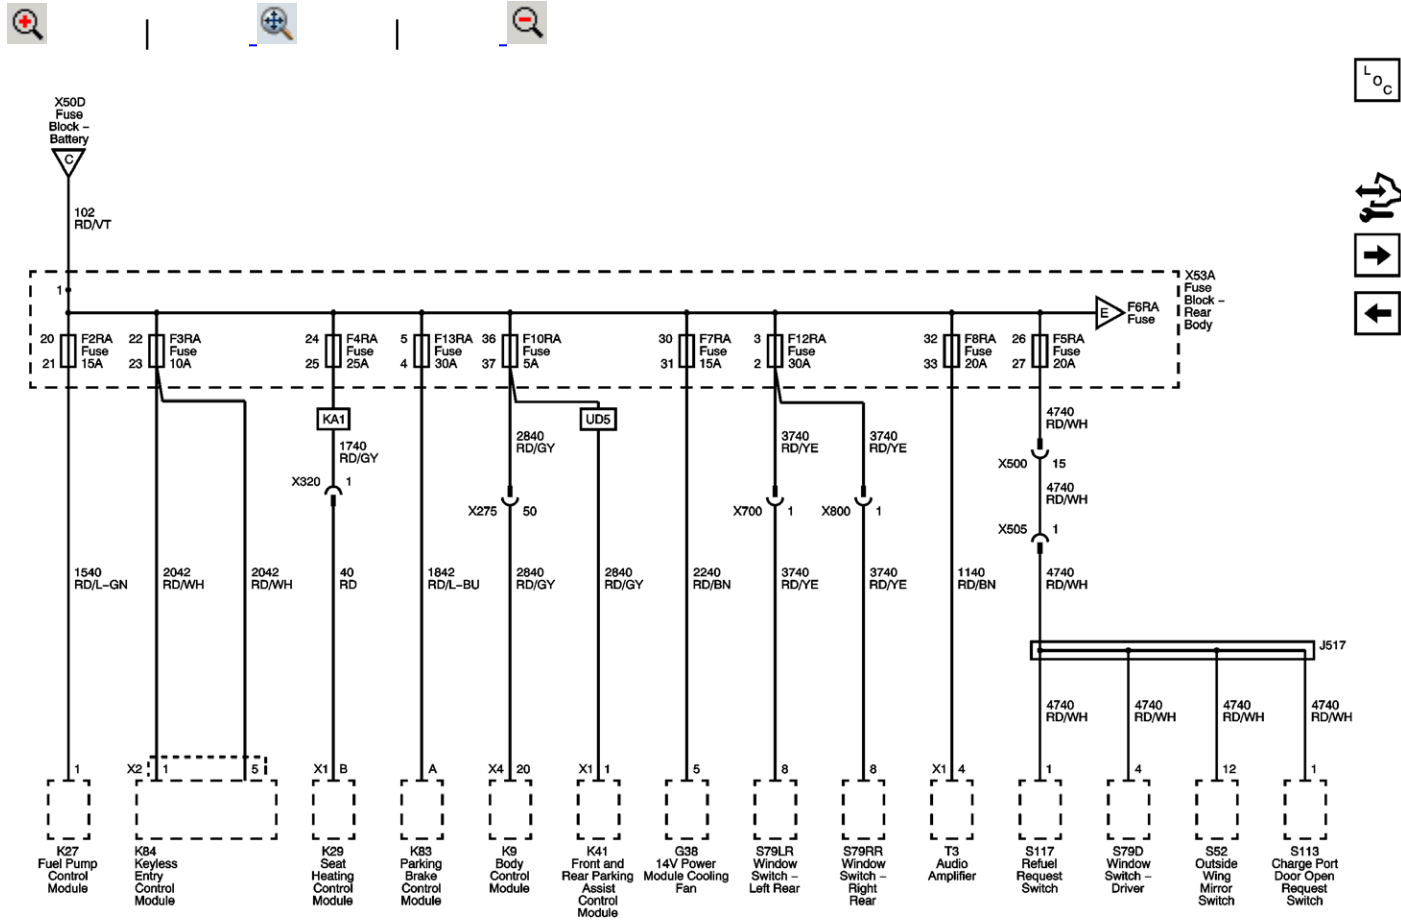 L
O
C
X50D
Fuse
Block –
Battery
C
102
RD/VT
X53A
Fuse
Block –
Rear
Body
1
E
F6RA
Fuse
20 F2RA
Fuse
21 15A
22 F3RA
Fuse
23 10A
24 F4RA
Fuse
25 25A
5 F13RA
Fuse
4 30A
36 F10RA
Fuse
37 5A
30 F7RA
Fuse
31 15A
3 F12RA
Fuse
2 30A
32 F8RA
Fuse
33 20A
26 F5RA
Fuse
27 20A
KA1
UD5
4740
RD/WH
1740
RD/GY
2840
RD/GY
3740
RD/YE
3740
RD/YE
X500 15
X320 1
4740
RD/WH
X275 50
X700 1
X800 1
X505 1
1540
RD/L–GN
2042
RD/WH
2042
RD/WH
40
RD
1842
RD/L–BU
2840
RD/GY
2840
RD/GY
2240
RD/BN
3740
RD/YE
3740
RD/YE
1140
RD/BN
4740
RD/WH
J517
4740
RD/WH
4740
RD/WH
4740
RD/WH
4740
RD/WH
1
X2 1 5
X1 B
A
X4 20
X1 1
5
8
8
X1 4
1
4
12
1
K27
Fuel Pump
Control
Module
K84
Keyless
Entry
Control
Module
K29
Seat
Heating
Control
Module
K83
Parking
Brake
Control
Module
K9
Body
Control
Module
K41
Front and
Rear Parking
Assist
Control
Module
G38
14V Power
Module Cooling
Fan
S79LR
Window
Switch –
Left Rear
S79RR
Window
Switch –
Right
Rear
T3
Audio
Amplifier
S117
Refuel
Request
Switch
S79D
Window
Switch –
Driver
S52
Outside
Wing
Mirror
Switch
S113
Charge Port
Door Open
Request
Switch